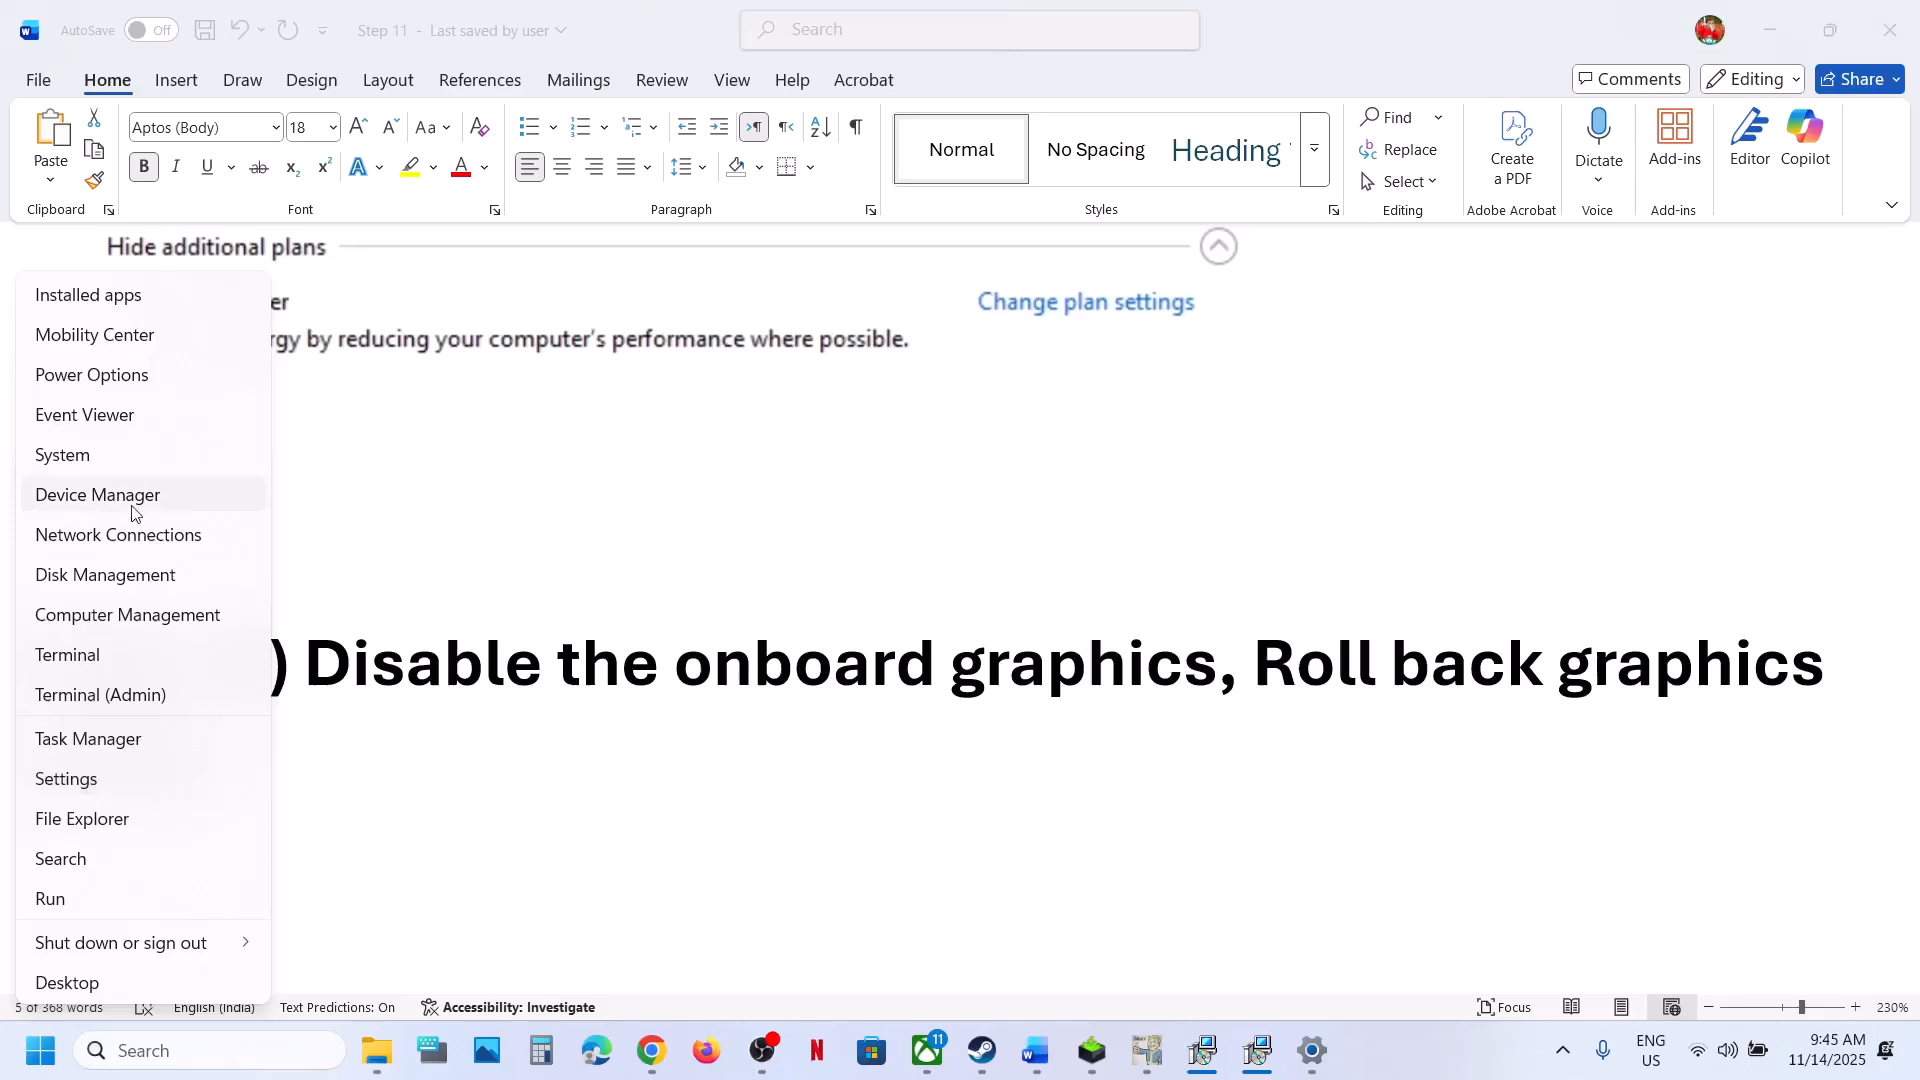 AutoSave Off Step 11 - Last saved by user Search
File Home Insert Draw Design Layout References Mailings Review View Help Acrobat Comments Editing Share
Paste Aptos (Body) 18 Normal No Spacing Heading Find Replace Select Create a PDF Dictate Add-ins Editor Copilot
Clipboard Font Paragraph Styles Editing Adobe Acrobat Voice Add-ins
Hide additional plans
er Change plan settings
rgy by reducing your computer's performance where possible.
) Disable the onboard graphics, Roll back graphics
Installed apps
Mobility Center
Power Options
Event Viewer
System
Device Manager
Network Connections
Disk Management
Computer Management
Terminal
Terminal (Admin)
Task Manager
Settings
File Explorer
Search
Run
Shut down or sign out
Desktop
5 of 368 words English (India) Text Predictions: On Accessibility: Investigate Focus 230%
Search 11 ENG US 9:45 AM 11/14/2025